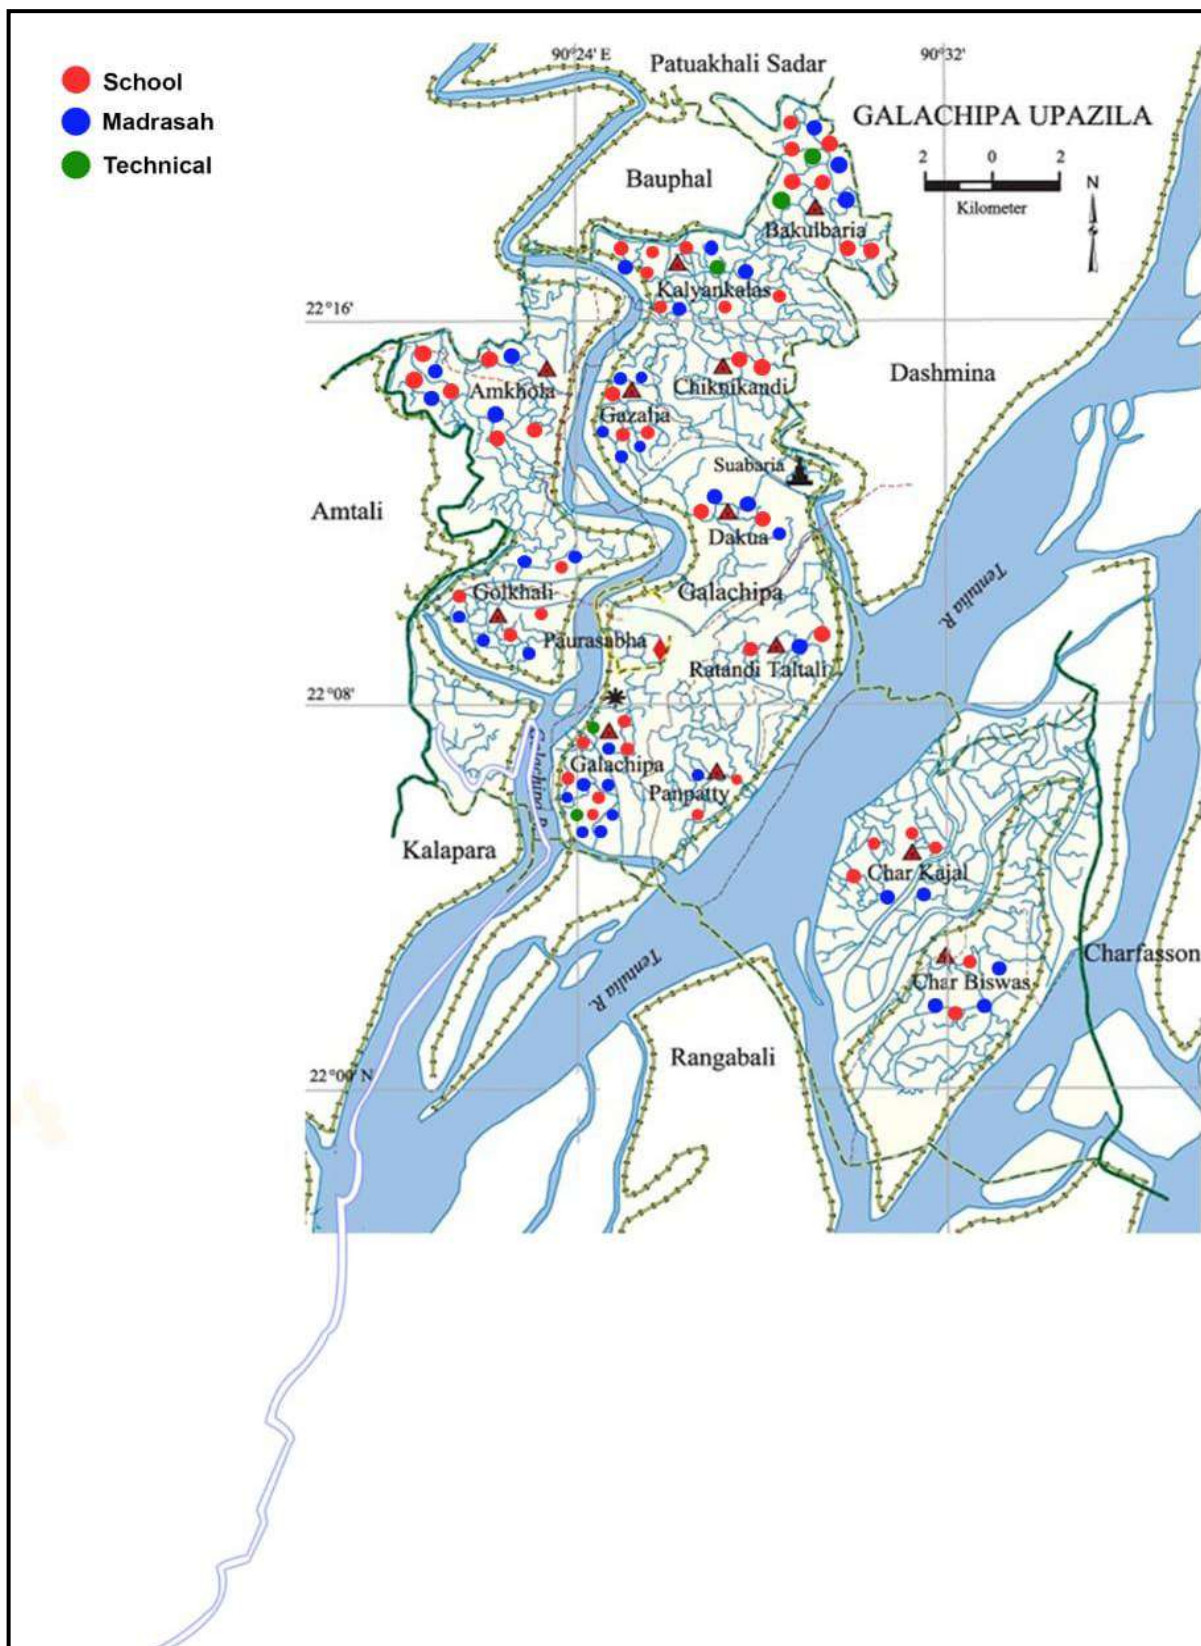 90°24' E
90°32'
Patuakhali Sadar
School
GALACHIPA UPAZILA
Madrasah
2 0 2
Technical
Bauphal
N
Kilometer
Bakulbaria
Kalyankalas
22°16'
Dashmina
Amkhola
Chiknikandi
Gazalia
Suabaria
Amtali
Dakua
Tentulia R.
Golkhali
Galachipa
Paurasabha
Ratandi Taltali
22°08'
Galachipa R.
Galachipa
Panpatty
Kalapara
Char Kajal
Charfasson
Tentulia R.
Char Biswas
Rangabali
22°00' N